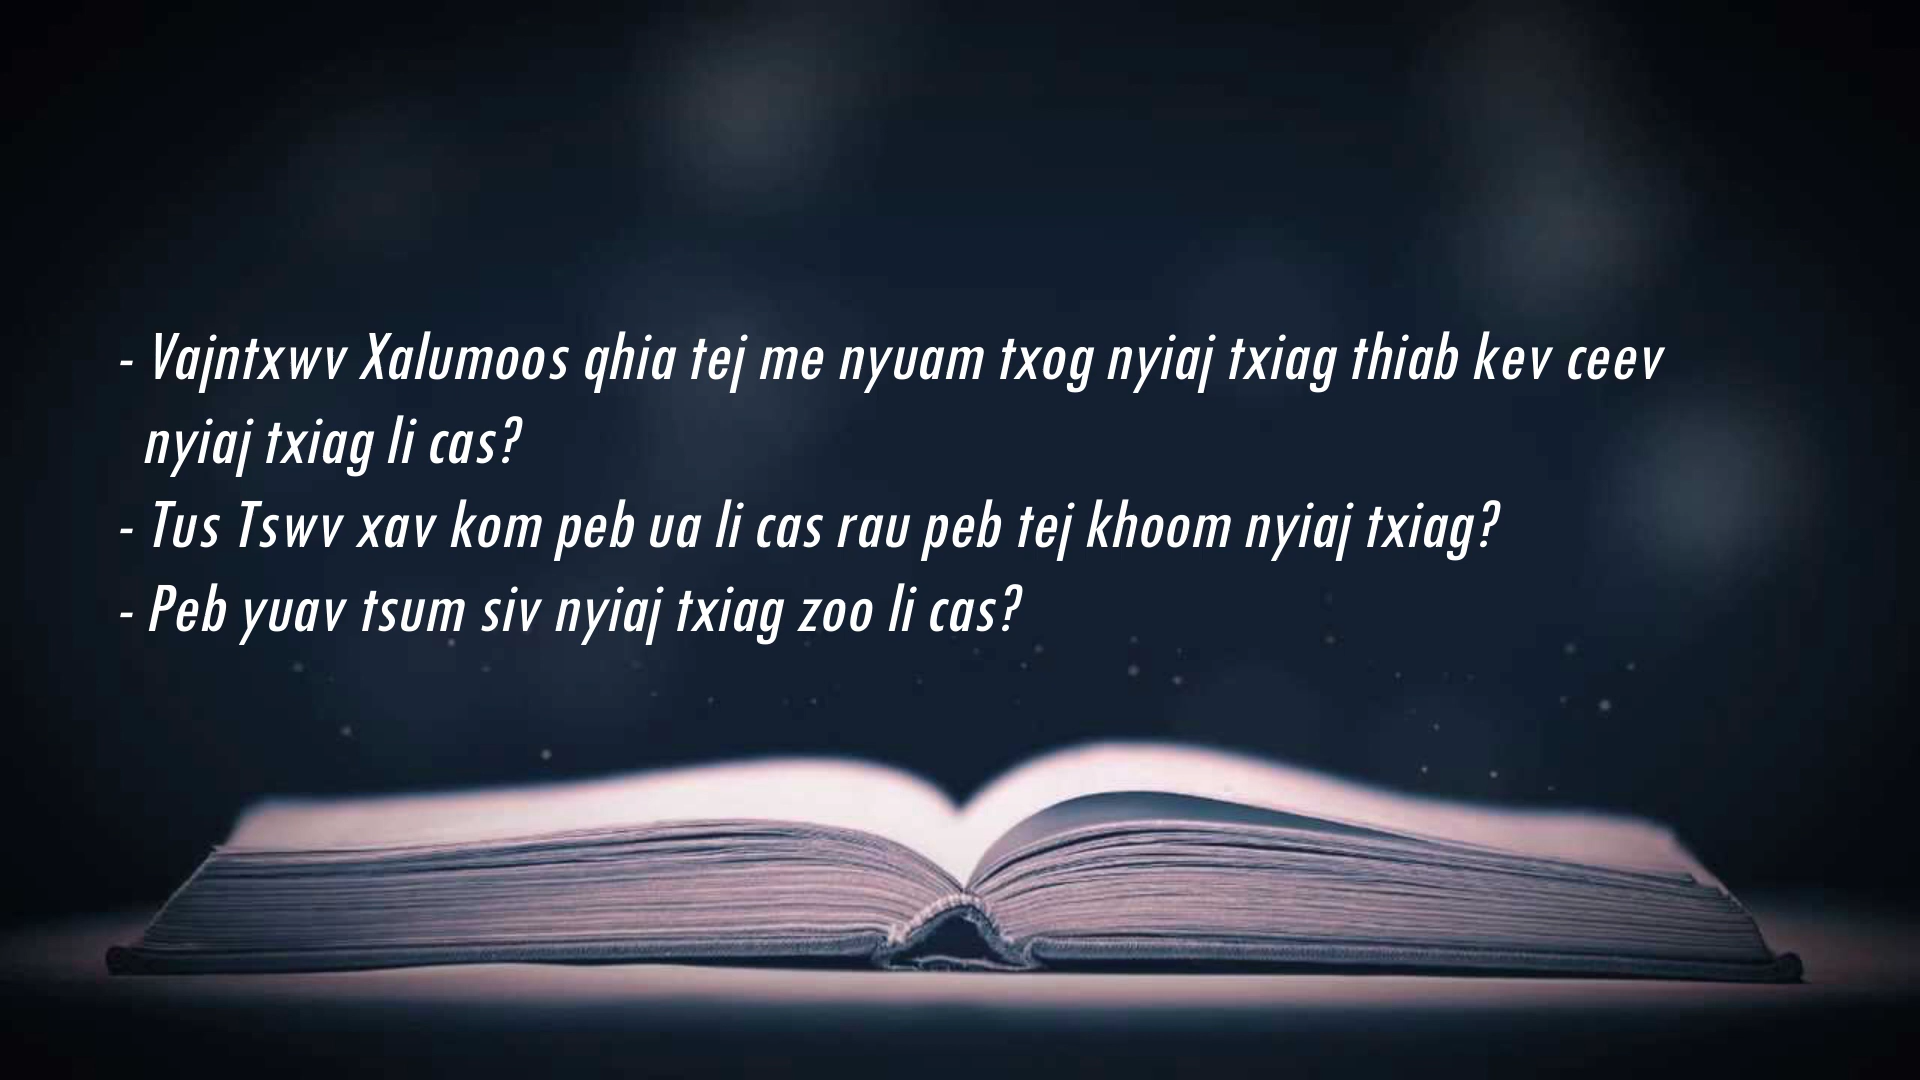 - Vajntxwv Xalumoos qhia tej me nyuam txog nyiaj txiag thiab kev ceev
nyiaj txiag li cas?
- Tus Tswv xav kom peb ua li cas rau peb tej khoom nyiaj txiag?
- Peb yuav tsum siv nyiaj txiag zoo li cas?